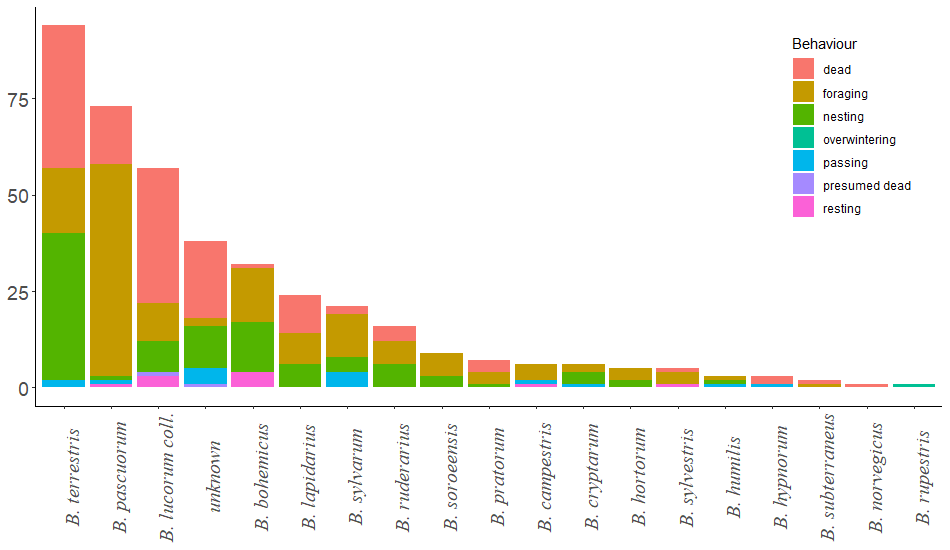 Behaviour
dead
foraging
nesting
overwintering
passing
presumed dead
resting
75
50
25
0
B. terrestris
B. pascuorum
B. lucorum coll.
unknown
B. bohemicus
B. lapidarius
B. sylvarum
B. ruderarius
B. soroeensis
B. pratorum
B. campestris
B. cryptarum
B. hortorum
B. sylvestris
B. humilis
B. hypnorum
B. subterraneus
B. norvegicus
B. rupestris